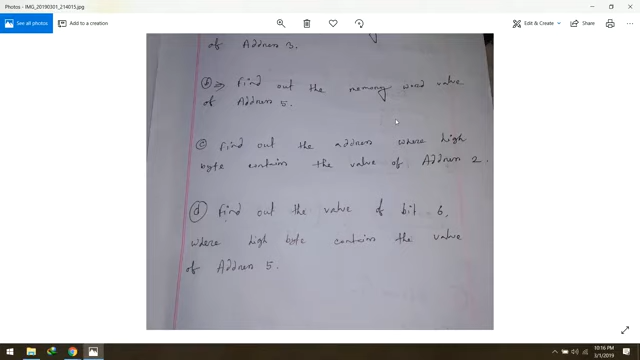 Photos - IMG_20190301_214015.jpg
See all photos
Add to a creation
Edit & Create
Share
of Address 3.
(b) => Find out the memory word value
of Address 5.
(c) Find out the address where high
byte contains the value of Address 2.
(d) Find out the value of bit 6,
where high byte contains the value
of Address 5.
10:16 PM
3/1/2019